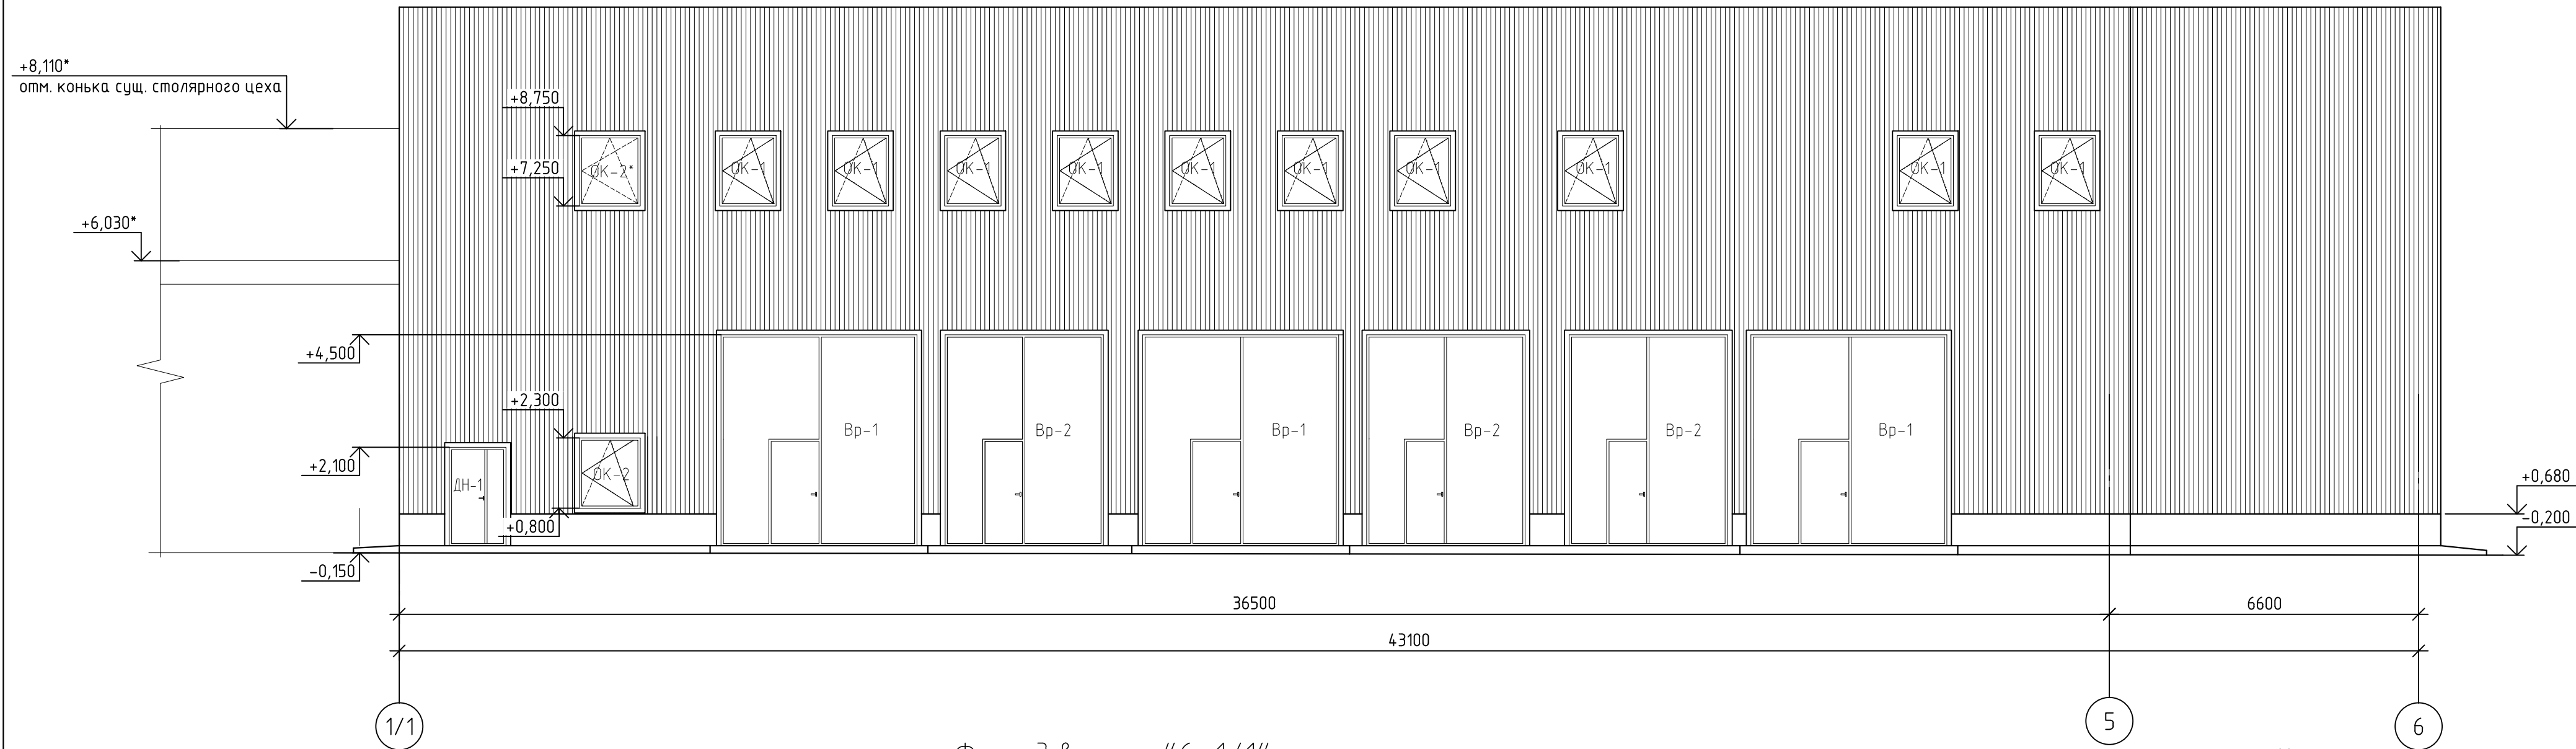 +8,110*
отм. конька сущ. столярного цеха
+8,750
+7,250
+6,030*
ОК-2* ОК-1 ОК-1 ОК-1 ОК-1 ОК-1 ОК-1 ОК-1 ОК-1 ОК-1 ОК-1
+4,500
+2,300
+2,100
+0,800
-0,150
ДН-1 ОК-2
Вр-1 Вр-2 Вр-1 Вр-2 Вр-2 Вр-1
+0,680
-0,200
36500 6600
43100
1/1 5 6